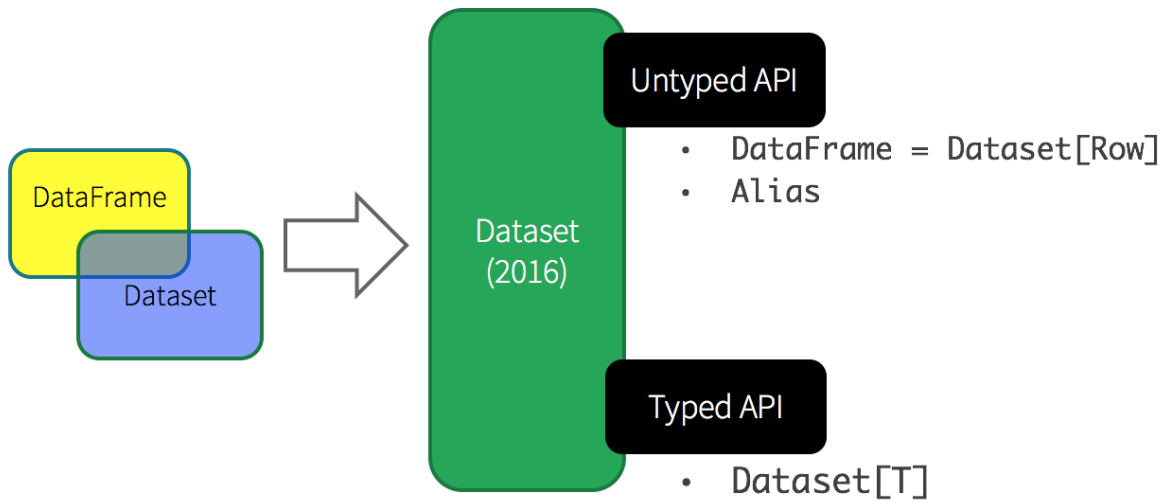 DataFrame
Dataset
Dataset
(2016)
Untyped API
• DataFrame = Dataset[Row]
• Alias
Typed API
• Dataset[T]